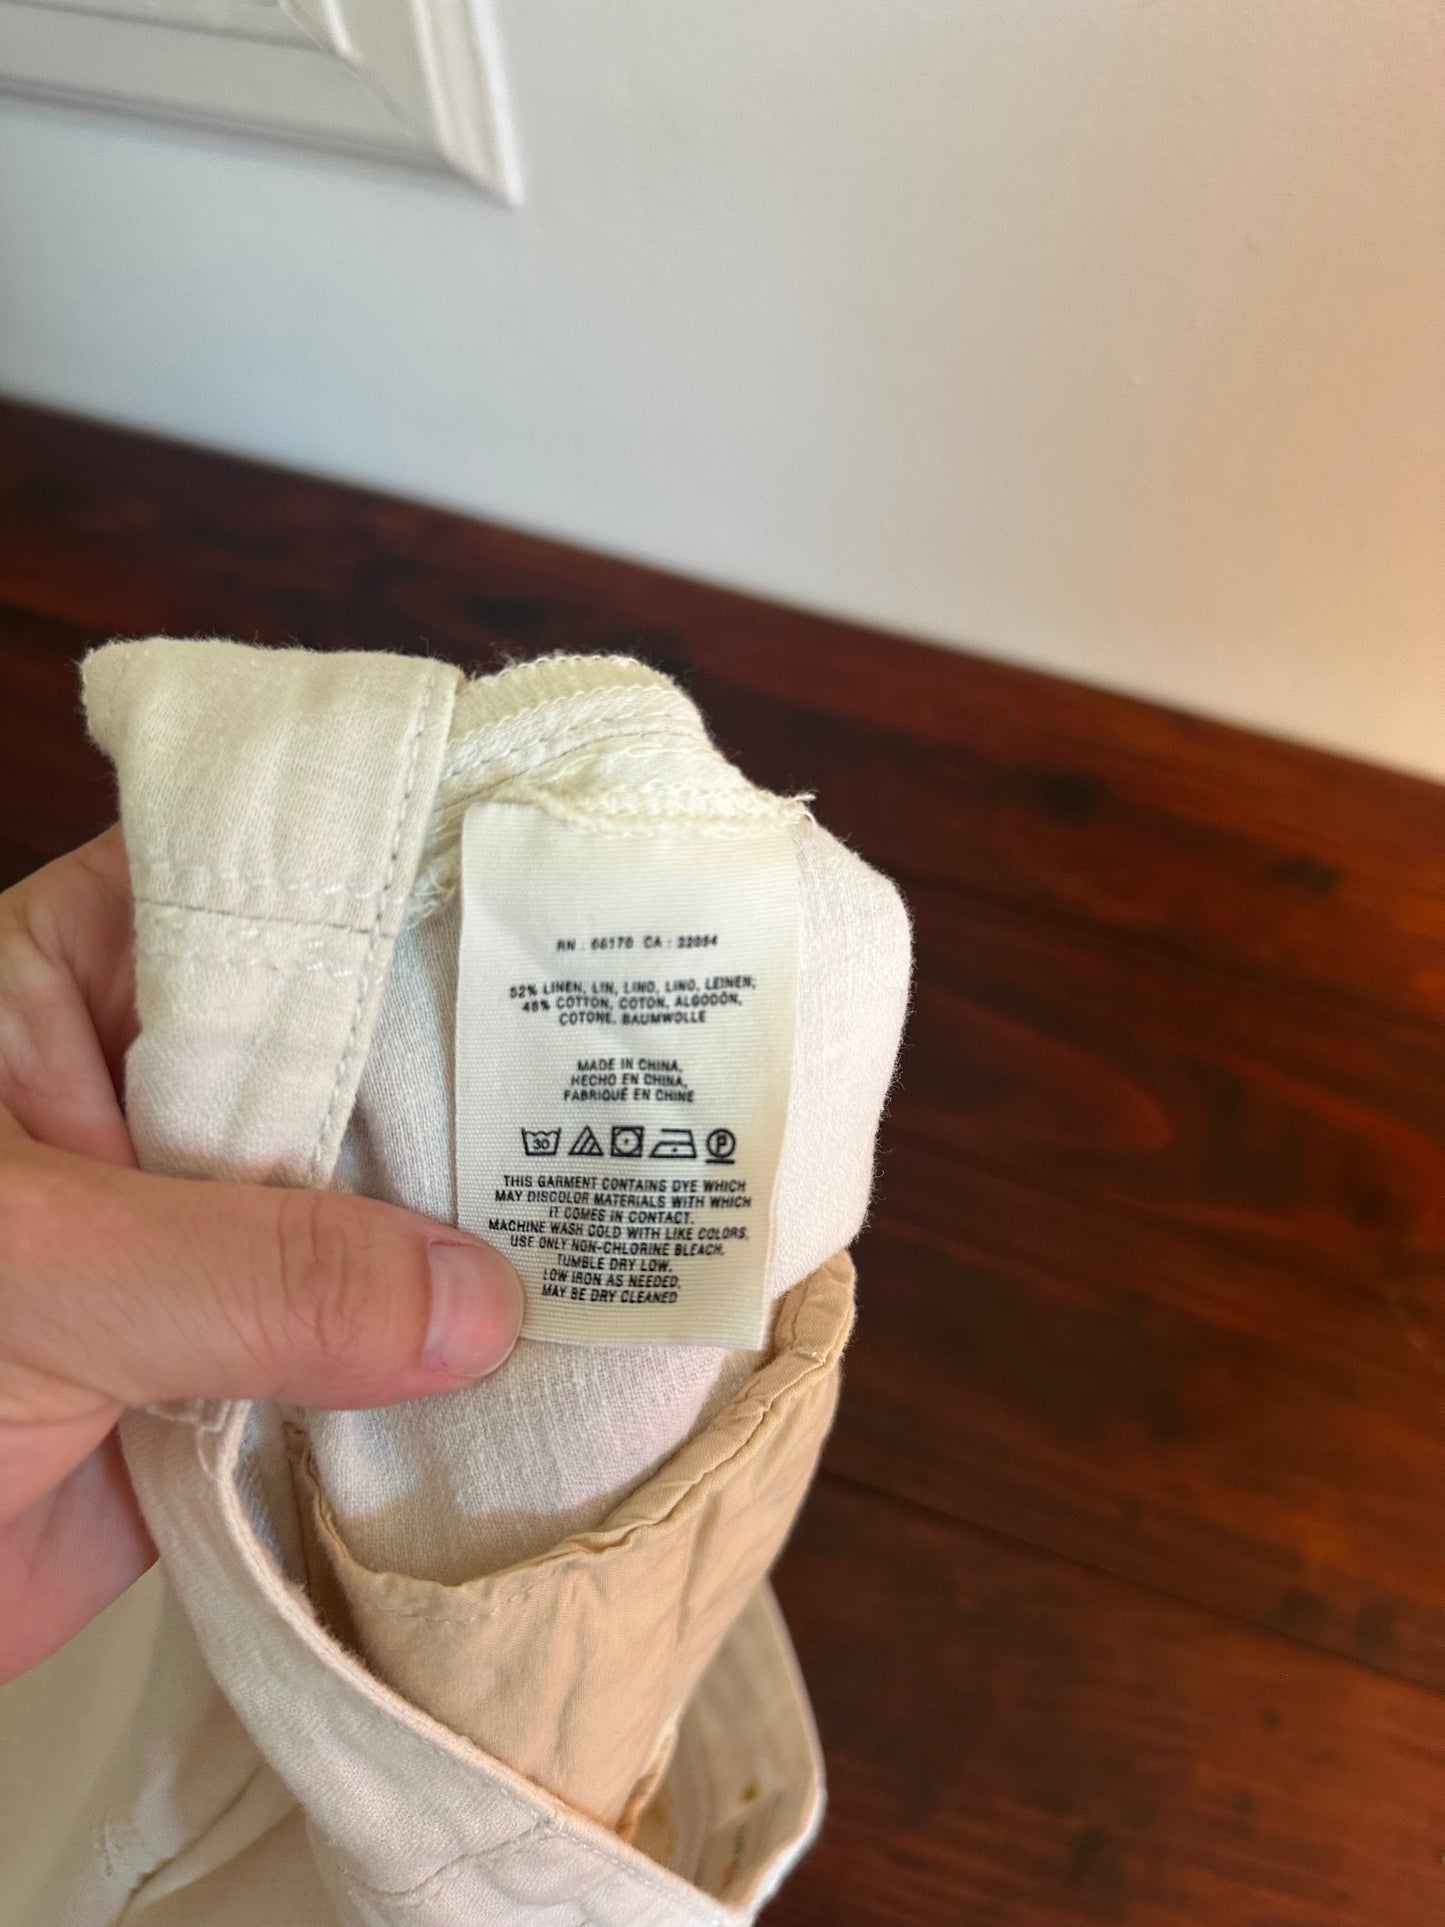 RN : 66170 CA : 32054
52% LINEN, LIN, LINO, LINO, LEINEN;
48% COTTON, COTON, ALGODÓN,
COTONE, BAUMWOLLE
MADE IN CHINA,
HECHO EN CHINA,
FABRIQUÉ EN CHINE
30 P
THIS GARMENT CONTAINS DYE WHICH
MAY DISCOLOR MATERIALS WITH WHICH
IT COMES IN CONTACT.
MACHINE WASH COLD WITH LIKE COLORS,
USE ONLY NON-CHLORINE BLEACH,
TUMBLE DRY LOW,
LOW IRON AS NEEDED,
MAY BE DRY CLEANED